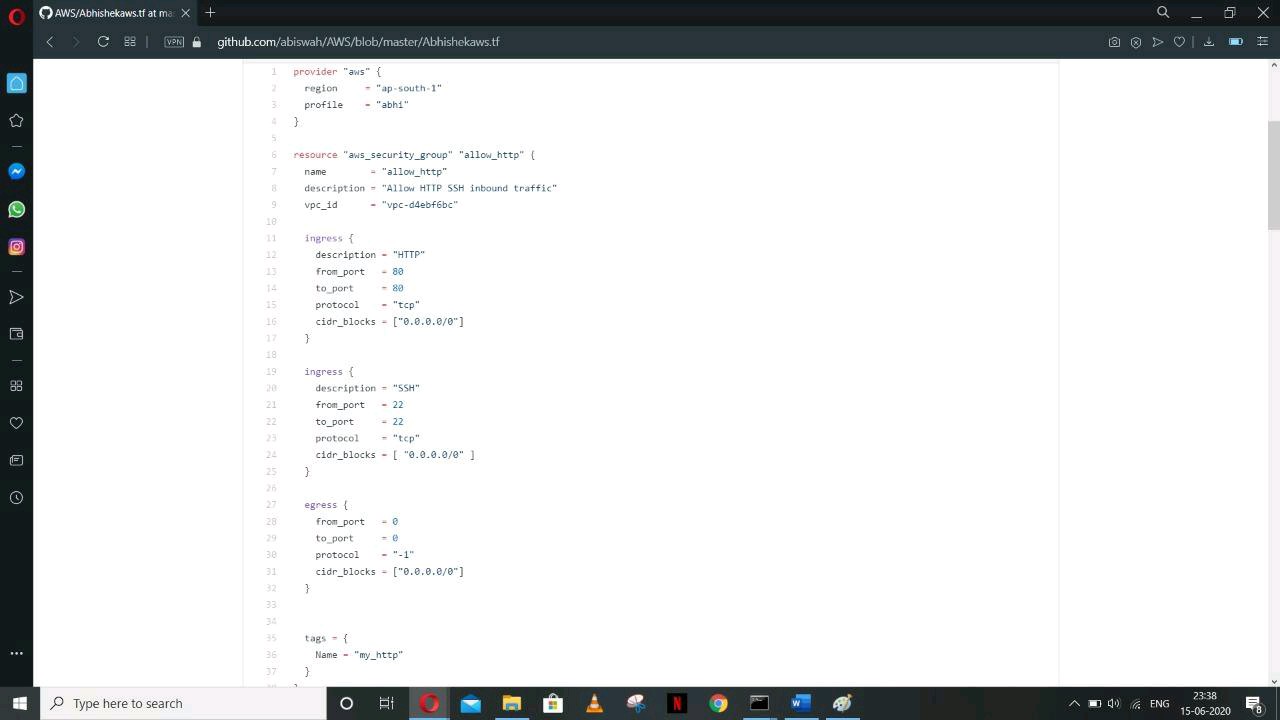 AWS/Abhishekaws.tf at ma
VPN
github.com/abiswah/AWS/blob/master/Abhishekaws.tf
1 provider "aws" {
2 region = "ap-south-1"
3 profile = "abhi"
4 }
5
6 resource "aws_security_group" "allow_http" {
7 name = "allow_http"
8 description = "Allow HTTP SSH inbound traffic"
9 vpc_id = "vpc-d4ebf6bc"
10
11 ingress {
12 description = "HTTP"
13 from_port = 80
14 to_port = 80
15 protocol = "tcp"
16 cidr_blocks = ["0.0.0.0/0"]
17 }
18
19 ingress {
20 description = "SSH"
21 from_port = 22
22 to_port = 22
23 protocol = "tcp"
24 cidr_blocks = [ "0.0.0.0/0" ]
25 }
26
27 egress {
28 from_port = 0
29 to_port = 0
30 protocol = "-1"
31 cidr_blocks = ["0.0.0.0/0"]
32 }
33
34
35 tags = {
36 Name = "my_http"
37 }
Type here to search
ENG
23:38
15-06-2020
8